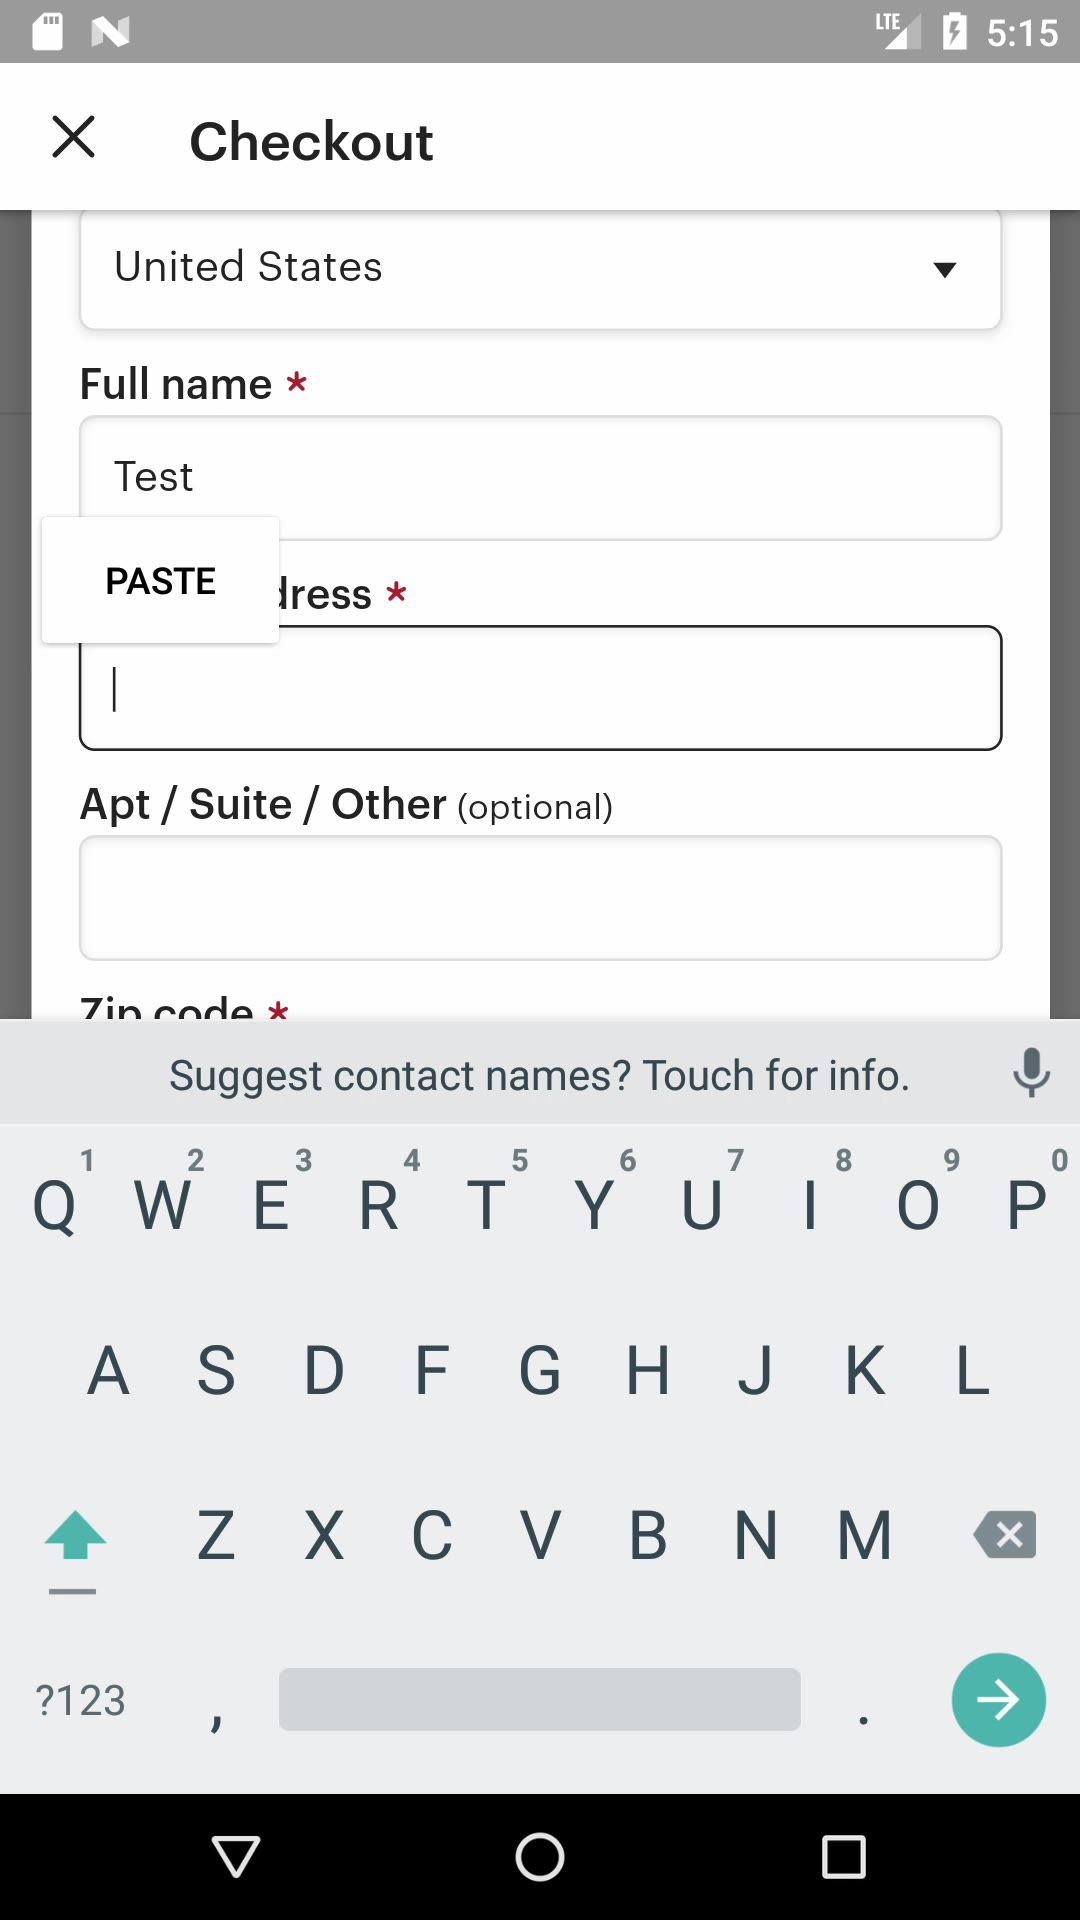 LTE 5:15
Checkout
United States
Full name *
Test
PASTE
dress *
Apt / Suite / Other (optional)
Zip code *
Suggest contact names? Touch for info.
1 2 3 4 5 6 7 8 9 0
Q W E R T Y U I O P
A S D F G H J K L
Z X C V B N M
?123 , .